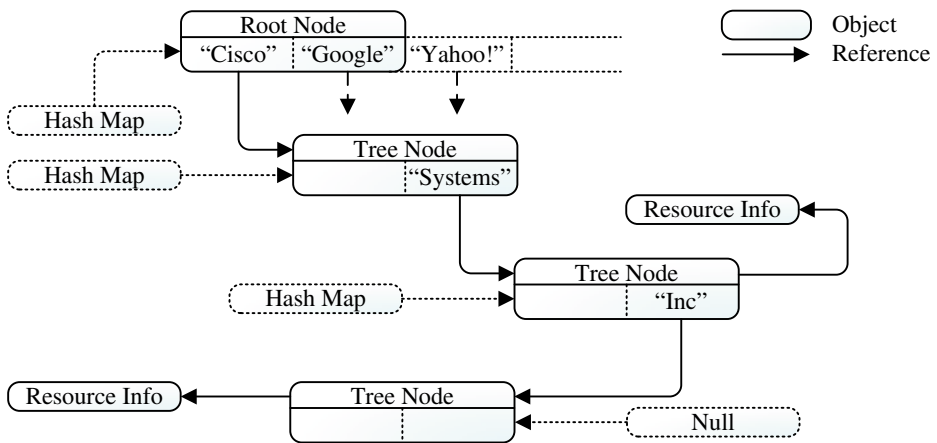 Root Node
“Cisco” “Google” “Yahoo!”
Object
Reference
Hash Map
Tree Node
“Systems”
Hash Map
Resource Info
Tree Node
“Inc”
Hash Map
Resource Info
Tree Node
Null